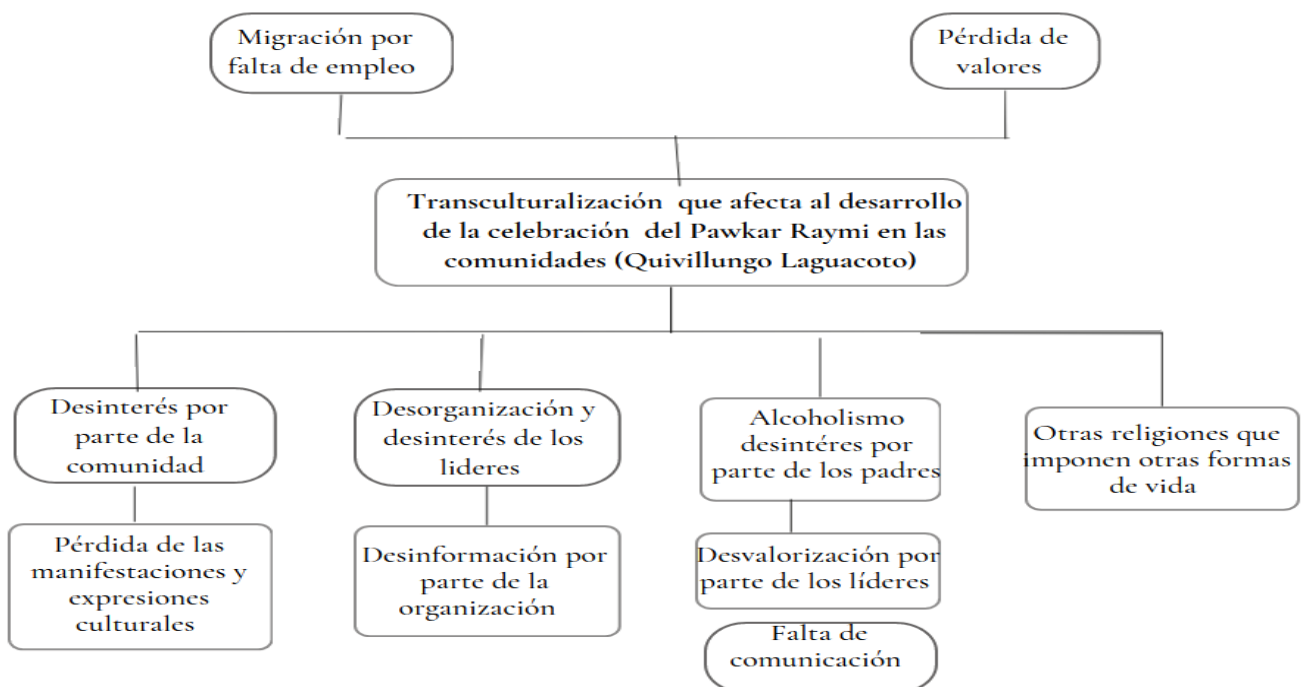 Migración por
falta de empleo
Pérdida de
valores
Transculturalización que afecta al desarrollo
de la celebración del Pawkar Raymi en las
comunidades (Quivillungo Laguacoto)
Desinterés por
parte de la
comunidad
Desorganización y
desinterés de los
lideres
Alcoholismo
desintéres por
parte de los padres
Otras religiones que
imponen otras formas
de vida
Pérdida de las
manifestaciones y
expresiones
culturales
Desinformación por
parte de la
organización
Desvalorización por
parte de los líderes
Falta de
comunicación